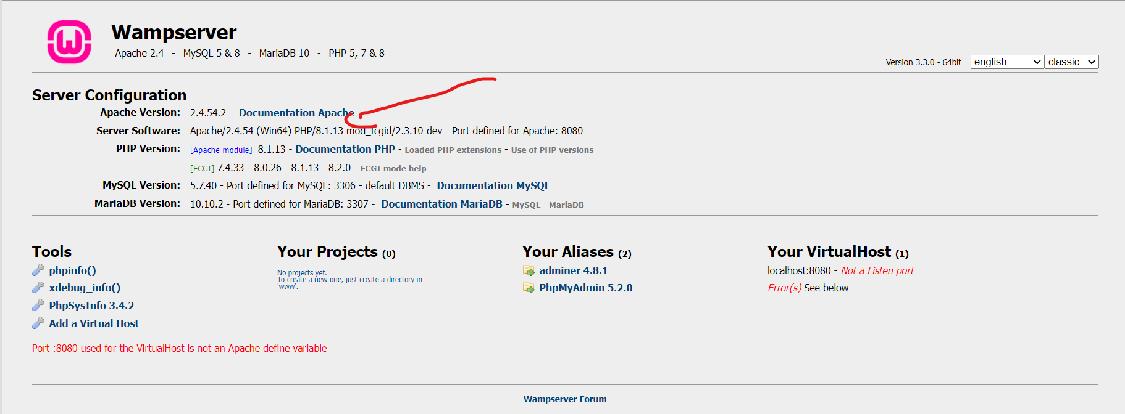 Wampserver
Apache 2.4 - MySQL 5 & 8 - MariaDB 10 - PHP 5, 7 & 8
Version 3.3.0 - 64bit english classic
Server Configuration
Apache Version: 2.4.54.2 Documentation Apache
Server Software: Apache/2.4.54 (Win64) PHP/8.1.13 mod_fcgid/2.3.10-dev - Port defined for Apache: 8080
PHP Version: [Apache module] 8.1.13 - Documentation PHP - Loaded PHP extensions - Use of PHP versions
[FCGI] 7.4.33 - 8.0.26 - 8.1.13 - 8.2.0 - FCGI mode help
MySQL Version: 5.7.40 - Port defined for MySQL: 3306 - default DBMS - Documentation MySQL
MariaDB Version: 10.10.2 - Port defined for MariaDB: 3307 - Documentation MariaDB - MySQL - MariaDB
Tools
phpinfo()
xdebug_info()
PhpSysInfo 3.4.2
Add a Virtual Host
Your Projects (0)
No projects yet.
To create a new one, just create a directory in
'www'.
Your Aliases (2)
adminer 4.8.1
PhpMyAdmin 5.2.0
Your VirtualHost (1)
localhost:8080 - Not a Listen port
Error(s) See below
Port :8080 used for the VirtualHost is not an Apache define variable
Wampserver Forum